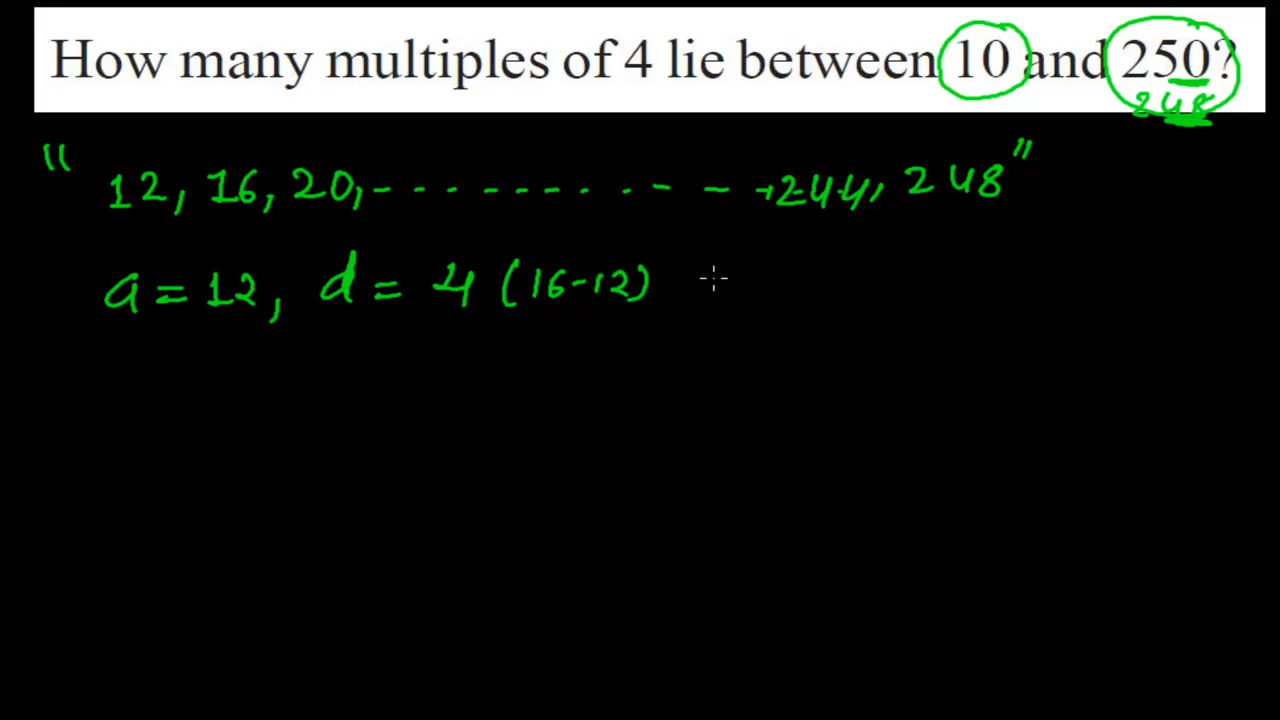 How many multiples of 4 lie between 10 and 250?
248
" 12, 16, 20, - - - - - - - - - - - , 244, 248 "
a = 12, d = 4 (16-12)